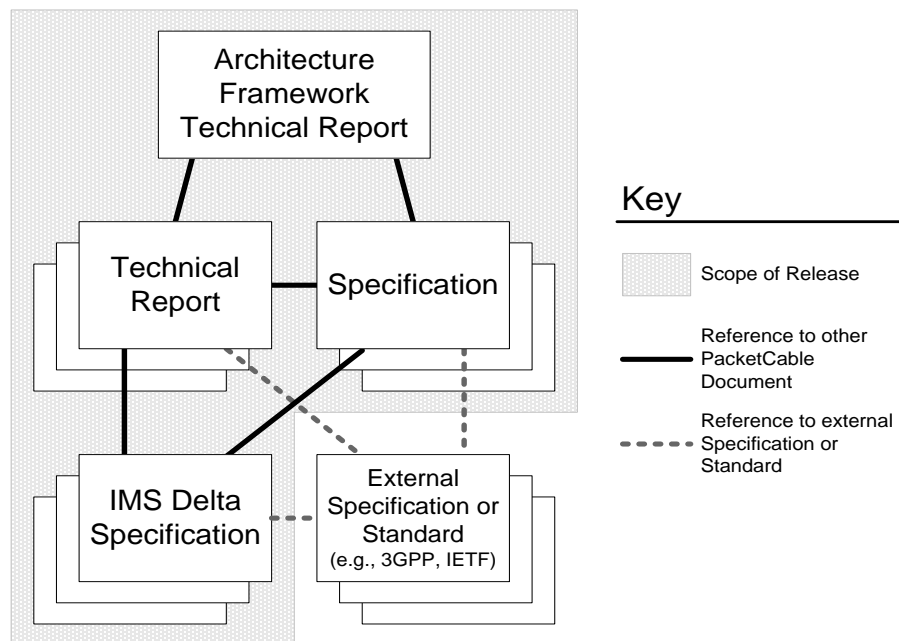 Architecture
Framework
Technical Report
Technical
Report
Specification
IMS Delta
Specification
External
Specification or
Standard
(e.g., 3GPP, IETF)
Key
Scope of Release
Reference to other
PacketCable
Document
Reference to external
Specification or
Standard